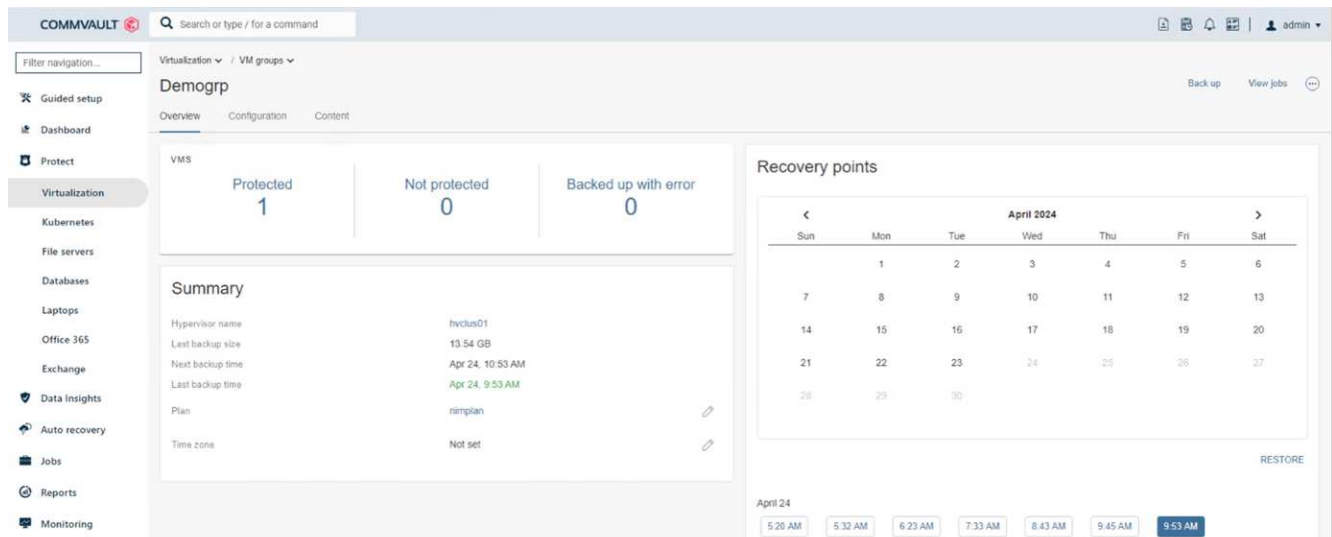 COMMVAULT
Search or type / for a command
admin
Filter navigation...
Guided setup
Dashboard
Protect
Virtualization
Kubernetes
File servers
Databases
Laptops
Office 365
Exchange
Data Insights
Auto recovery
Jobs
Reports
Monitoring
Virtualization / VM groups
Demogrp
Back up View jobs
Overview Configuration Content
VMS
Protected Not protected Backed up with error
1 0 0
Summary
Hypervisor name hvclus01
Last backup size 13.54 GB
Next backup time Apr 24, 10:53 AM
Last backup time Apr 24, 9:53 AM
Plan nimplan
Time zone Not set
Recovery points
April 2024
Sun Mon Tue Wed Thu Fri Sat
1 2 3 4 5 6
7 8 9 10 11 12 13
14 15 16 17 18 19 20
21 22 23 24 25 26 27
28 29 30
RESTORE
April 24
5:20 AM 5:32 AM 6:23 AM 7:33 AM 8:43 AM 9:45 AM 9:53 AM